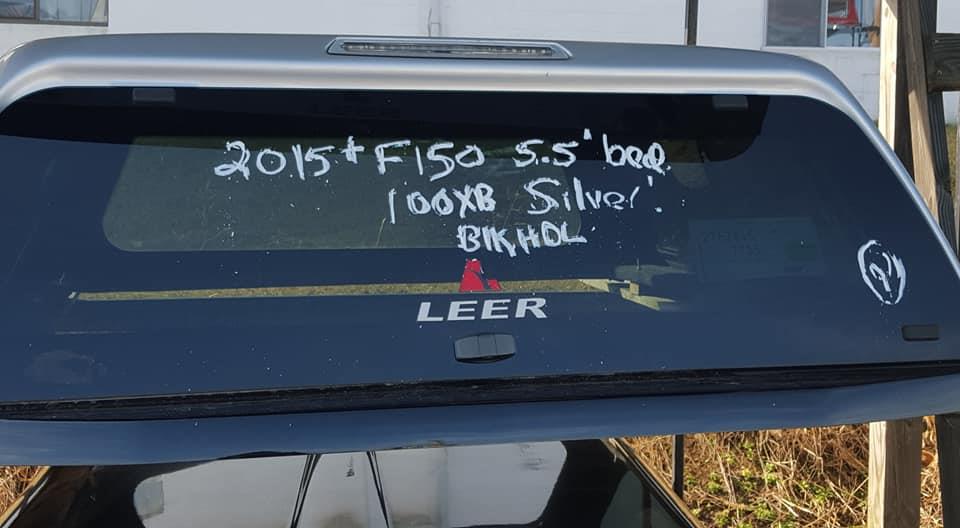 2015+ F150 5.5' bed
100XB Silver
BlKHDL
LEER